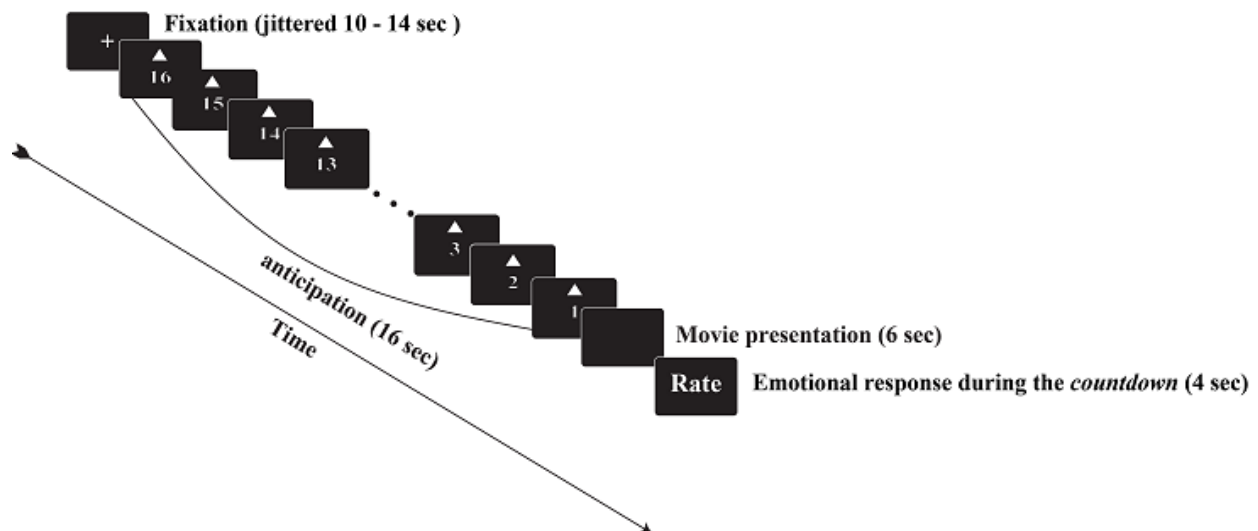 Fixation (jittered 10 - 14 sec )
+
16
15
14
13
3
2
1
anticipation (16 sec)
Time
Movie presentation (6 sec)
Rate
Emotional response during the countdown (4 sec)